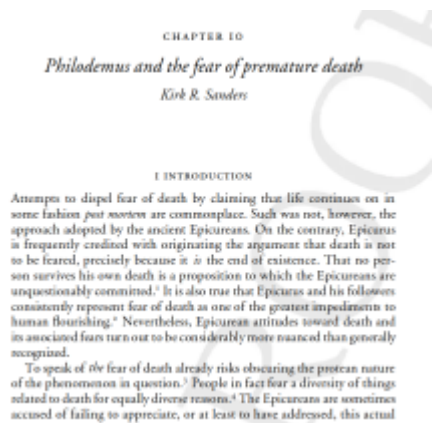 CHAPTER 10
Philodemus and the fear of premature death
Kirk R. Sanders
I INTRODUCTION
Attempts to dispel fear of death by claiming that life continues on in
some fashion post mortem are commonplace. Such was not, however, the
approach adopted by the ancient Epicureans. On the contrary, Epicurus
is frequently credited with originating the argument that death is not
to be feared, precisely because it is the end of existence. That no per-
son survives his own death is a proposition to which the Epicureans are
unquestionably committed.¹ It is also true that Epicurus and his followers
consistently represent fear of death as one of the greatest impediments to
human flourishing.² Nevertheless, Epicurean attitudes toward death and
its associated fears turn out to be considerably more nuanced than generally
recognized.
To speak of the fear of death already risks obscuring the protean nature
of the phenomenon in question.³ People in fact fear a diversity of things
related to death for equally diverse reasons.⁴ The Epicureans are sometimes
accused of failing to appreciate, or at least to have addressed, this actual